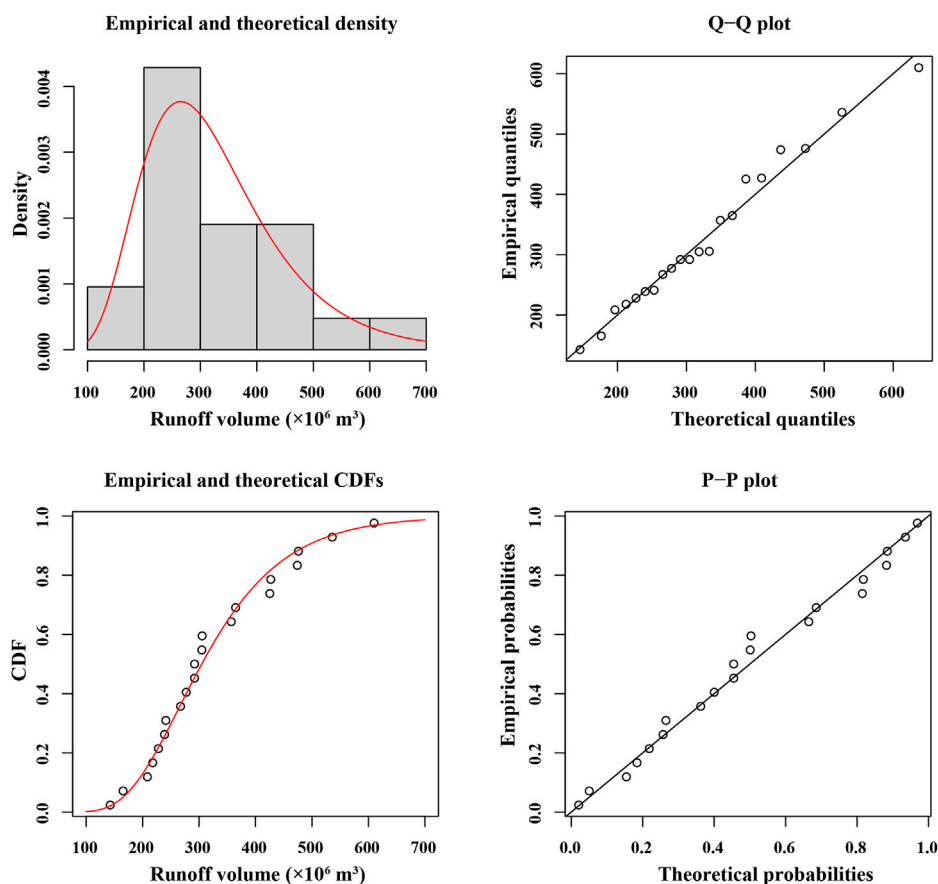 Empirical and theoretical density
Density
0.000 0.001 0.002 0.003 0.004
100 200 300 400 500 600 700
Runoff volume (×10⁶ m³)
Q−Q plot
Empirical quantiles
200 300 400 500 600
200 300 400 500 600
Theoretical quantiles
Empirical and theoretical CDFs
CDF
0.0 0.2 0.4 0.6 0.8 1.0
100 200 300 400 500 600 700
Runoff volume (×10⁶ m³)
P−P plot
Empirical probabilities
0.0 0.2 0.4 0.6 0.8 1.0
0.0 0.2 0.4 0.6 0.8 1.0
Theoretical probabilities